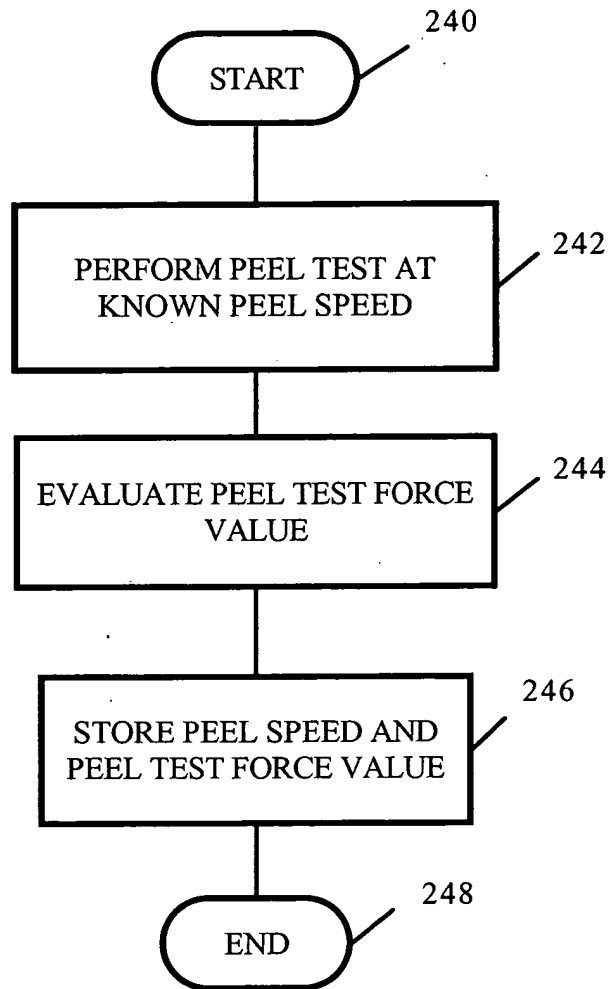 240
START
242
PERFORM PEEL TEST AT
KNOWN PEEL SPEED
244
EVALUATE PEEL TEST FORCE
VALUE
246
STORE PEEL SPEED AND
PEEL TEST FORCE VALUE
248
END